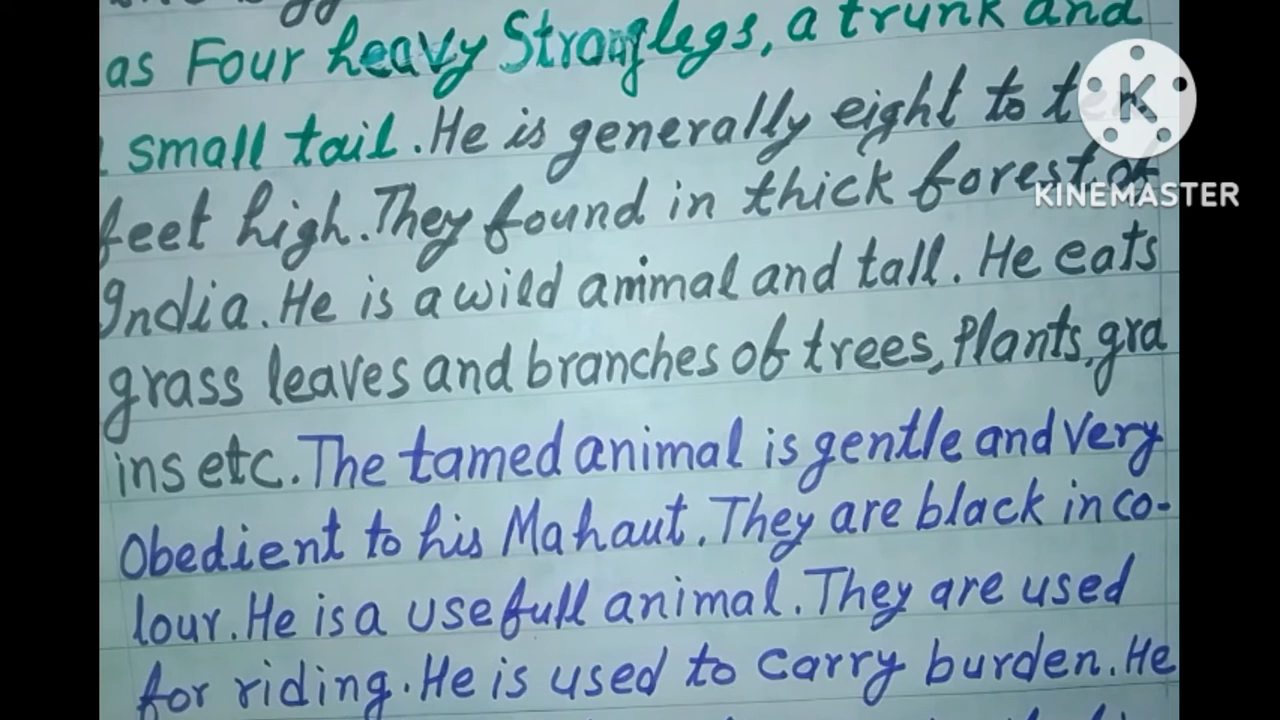 as Four heavy Strong legs, a trunk and
small tail. He is generally eight to
feet high. They found in thick forest of
India. He is a wild animal and tall. He eats
grass leaves and branches of trees, Plants, gra
ins etc. The tamed animal is gentle and very
Obedient to his Mahaut. They are black in co-
lour. He is a usefull animal. They are used
for riding. He is used to carry burden. He
K
KINEMASTER